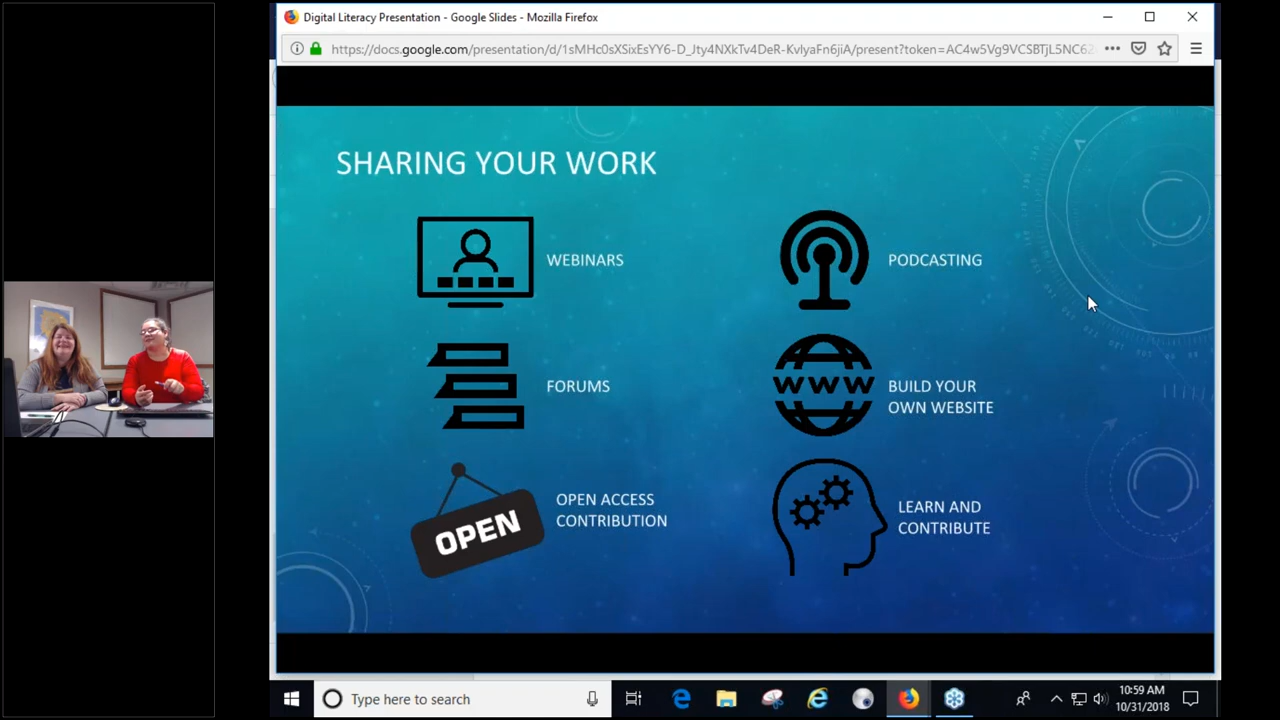 Digital Literacy Presentation - Google Slides - Mozilla Firefox
https://docs.google.com/presentation/d/1sMHc0sXSixEsYY6-D_Jty4NXkTv4DeR-KvIyaFn6jiA/present?token=AC4w5Vg9VCSBTjL5NC6
SHARING YOUR WORK
WEBINARS
PODCASTING
FORUMS
WWW
BUILD YOUR
OWN WEBSITE
OPEN
OPEN ACCESS
CONTRIBUTION
LEARN AND
CONTRIBUTE
Type here to search
10:59 AM
10/31/2018